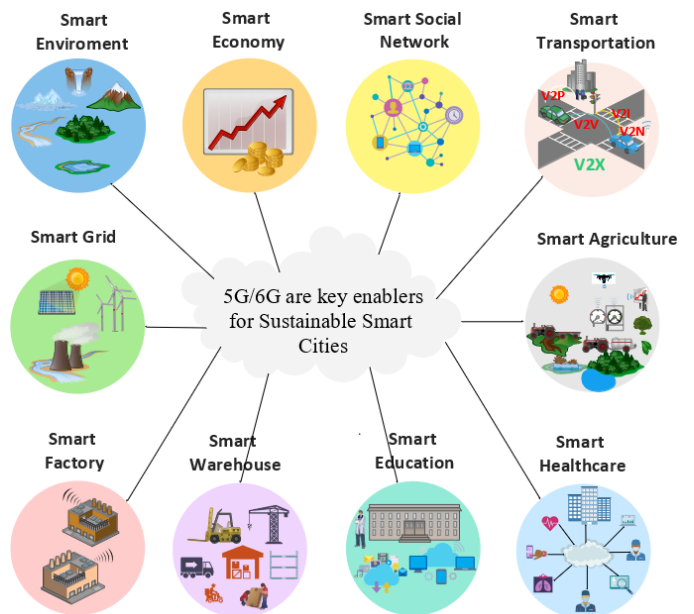 Smart
Enviroment
Smart
Economy
Smart Social
Network
Smart
Transportation
V2P
V2I
V2V
V2N
V2X
Smart Grid
5G/6G are key enablers
for Sustainable Smart
Cities
Smart Agriculture
Smart
Factory
Smart
Warehouse
Smart
Education
Smart
Healthcare